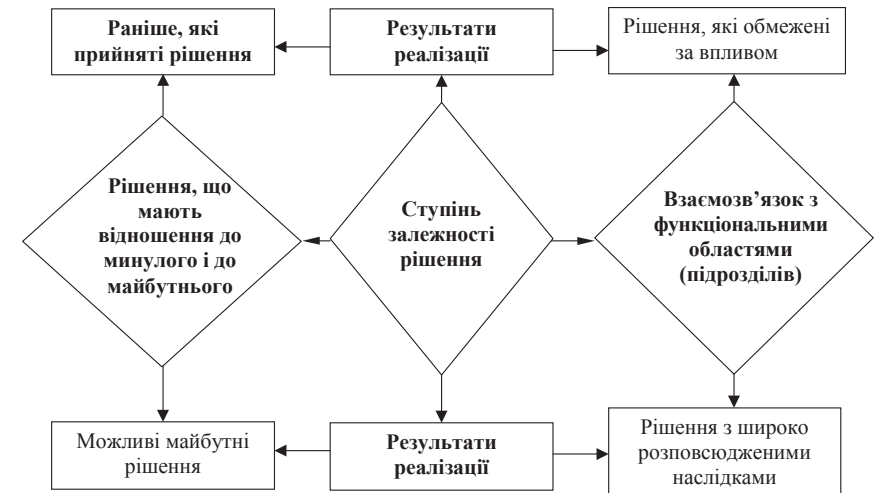 Раніше, які
прийняті рішення
Результати
реалізації
Рішення, які обмежені
за впливом
Рішення, що
мають
відношення до
минулого і до
майбутнього
Ступінь
залежності
рішення
Взаємозв’язок з
функціональними
областями
(підрозділів)
Можливі майбутні
рішення
Результати
реалізації
Рішення з широко
розповсюдженими
наслідками